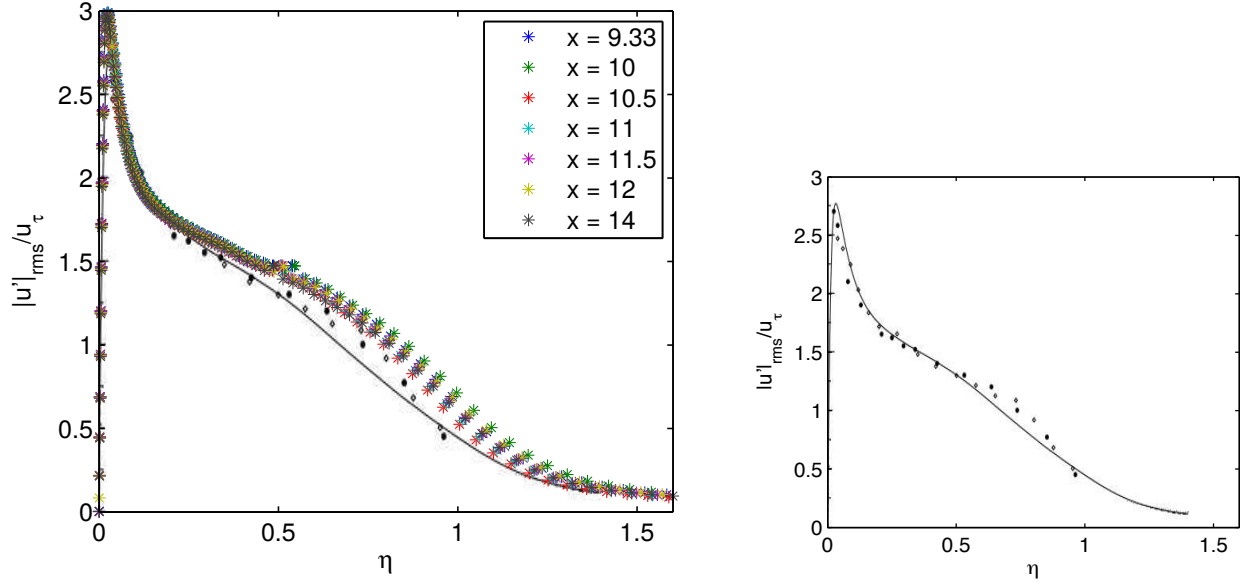 3
2.5
2
1.5
1
0.5
0
0
0.5
1
1.5
|u'|rms/uτ
η
x = 9.33
x = 10
x = 10.5
x = 11
x = 11.5
x = 12
x = 14
3
2.5
2
1.5
1
0.5
0
0
0.5
1
1.5
|u'|rms/uτ
η